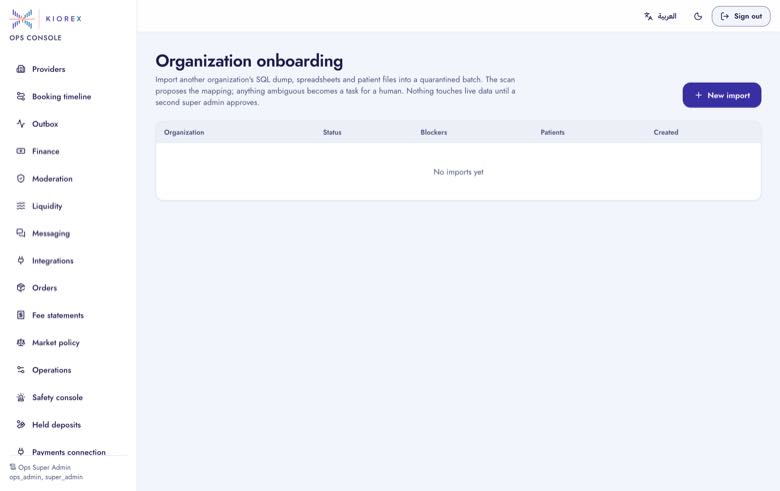 KIOREX
OPS CONSOLE
Providers
Booking timeline
Outbox
Finance
Moderation
Liquidity
Messaging
Integrations
Orders
Fee statements
Market policy
Operations
Safety console
Held deposits
Payments connection
Ops Super Admin
ops_admin, super_admin
العربية
Sign out
Organization onboarding
Import another organization's SQL dump, spreadsheets and patient files into a quarantined batch. The scan
proposes the mapping; anything ambiguous becomes a task for a human. Nothing touches live data until a
second super admin approves.
New import
Organization Status Blockers Patients Created
No imports yet